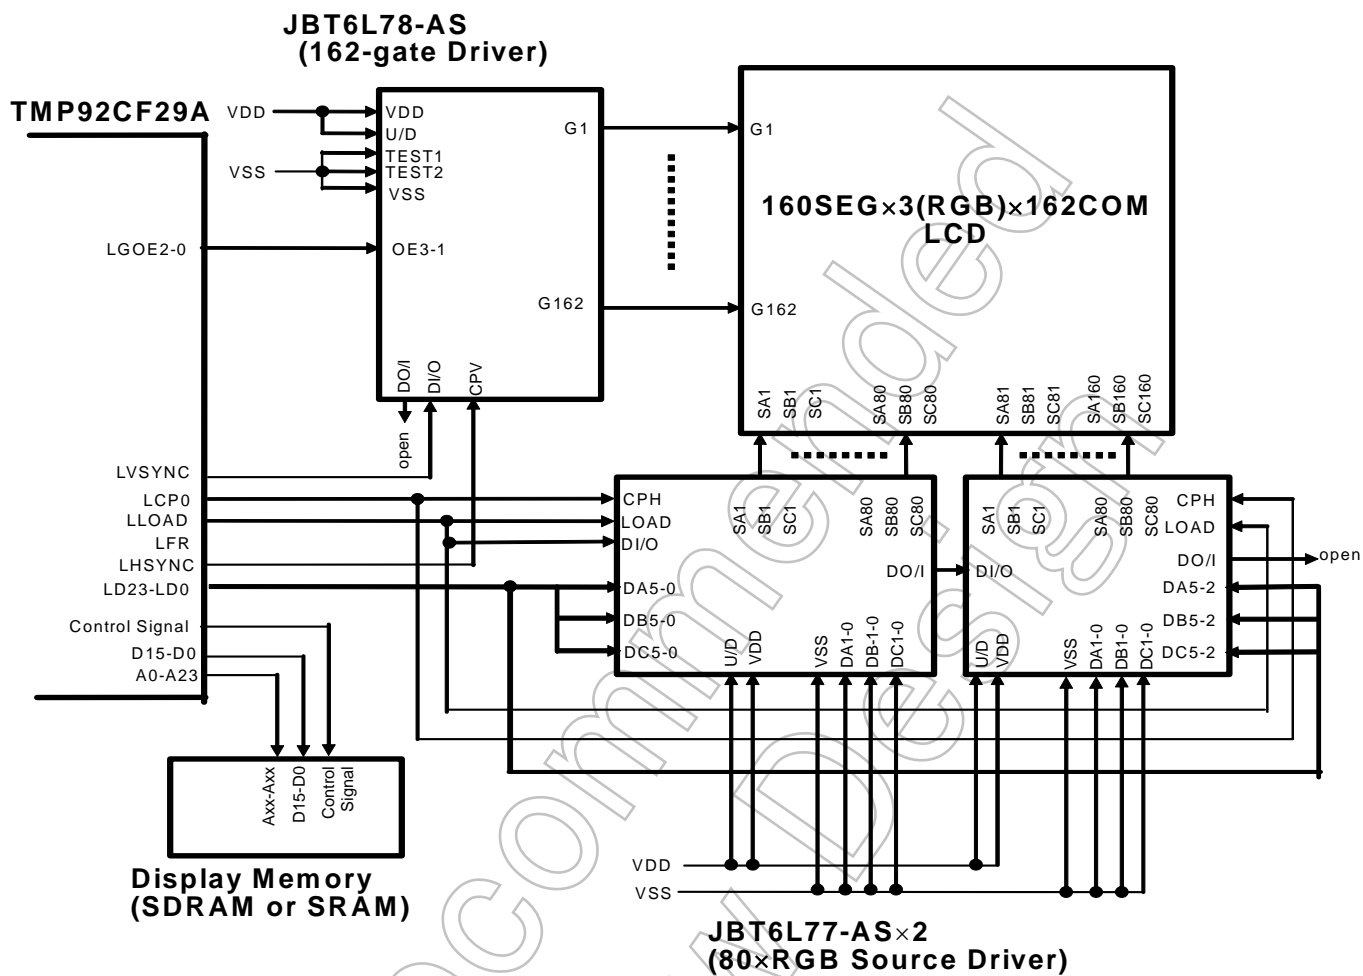 JBT6L78-AS
(162-gate Driver)
TMP92CF29A
VDD
VSS
VDD
U/D
TEST1
TEST2
VSS
G1
G1
160SEG×3(RGB)×162COM
LCD
LGOE2-0
OE3-1
G162
G162
DO/I
DI/O
CPV
open
SA1
SB1
SC1
SA80
SB80
SC80
SA81
SB81
SC81
SA160
SB160
SC160
LVSYNC
LCP0
LLOAD
LFR
LHSYNC
LD23-LD0
Control Signal
D15-D0
A0-A23
CPH
LOAD
DI/O
SA1
SB1
SC1
SA80
SB80
SC80
DO/I
DA5-0
DB5-0
DC5-0
U/D
VDD
VSS
DA1-0
DB-1-0
DC1-0
SA1
SB1
SC1
SA80
SB80
SC80
CPH
LOAD
DO/I
open
DI/O
DA5-2
DB5-2
DC5-2
U/D
VDD
VSS
DA1-0
DB1-0
DC1-0
Axx-Axx
D15-D0
Control
Signal
Display Memory
(SDRAM or SRAM)
VDD
VSS
JBT6L77-AS×2
(80×RGB Source Driver)